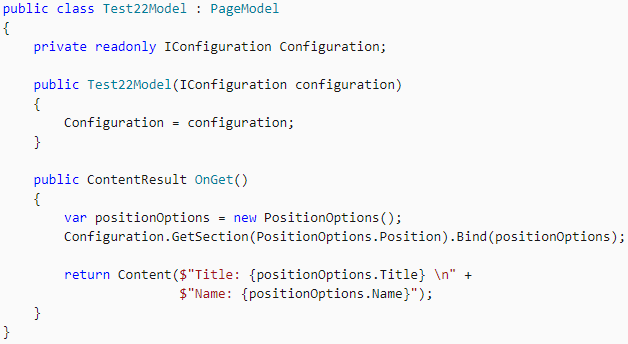 public class Test22Model : PageModel
{
    private readonly IConfiguration Configuration;

    public Test22Model(IConfiguration configuration)
    {
        Configuration = configuration;
    }

    public ContentResult OnGet()
    {
        var positionOptions = new PositionOptions();
        Configuration.GetSection(PositionOptions.Position).Bind(positionOptions);

        return Content($"Title: {positionOptions.Title} \n" +
                       $"Name: {positionOptions.Name}");
    }
}